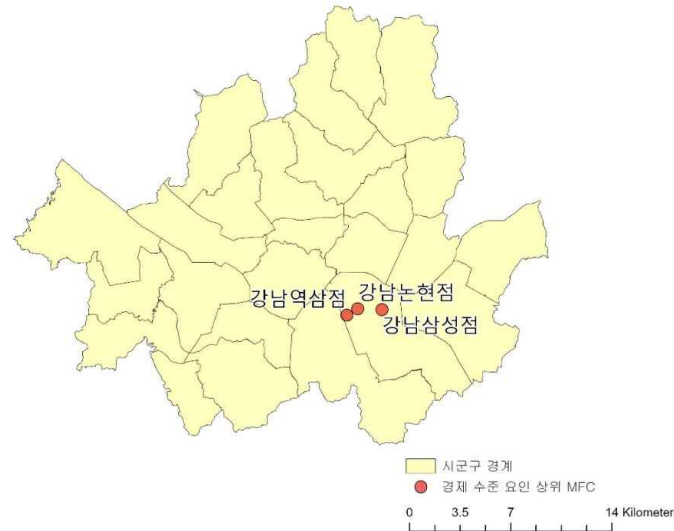 강남역삼점
강남논현점
강남삼성점
시군구 경계
경제 수준 요인 상위 MFC
0 3.5 7 14 Kilometer